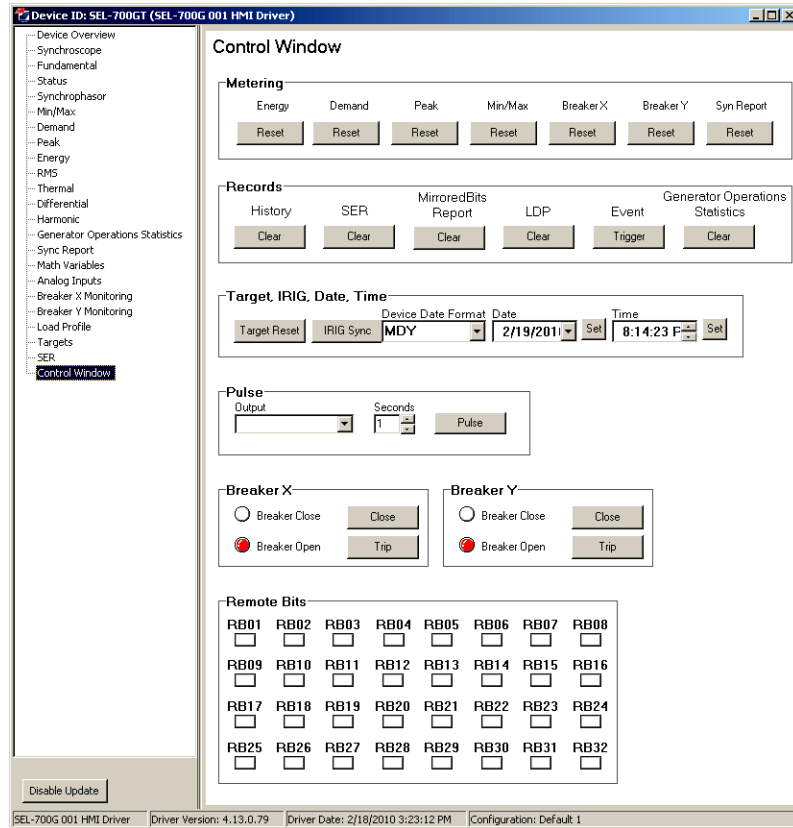 Device ID: SEL-700GT (SEL-700G 001 HMI Driver)
Device Overview
Synchroscope
Fundamental
Status
Synchrophasor
Min/Max
Demand
Peak
Energy
RMS
Thermal
Differential
Harmonic
Generator Operations Statistics
Sync Report
Math Variables
Analog Inputs
Breaker X Monitoring
Breaker Y Monitoring
Load Profile
Targets
SER
Control Window
Disable Update
Control Window
Metering
Energy Demand Peak Min/Max Breaker X Breaker Y Syn Report
Reset Reset Reset Reset Reset Reset Reset
Records
History SER MirroredBits Report LDP Event Generator Operations Statistics
Clear Clear Clear Clear Trigger Clear
Target, IRIG, Date, Time
Device Date Format Date Time
Target Reset IRIG Sync MDY 2/19/201 Set 8:14:23 P Set
Pulse
Output Seconds
1 Pulse
Breaker X
Breaker Close Close
Breaker Open Trip
Breaker Y
Breaker Close Close
Breaker Open Trip
Remote Bits
RB01 RB02 RB03 RB04 RB05 RB06 RB07 RB08
RB09 RB10 RB11 RB12 RB13 RB14 RB15 RB16
RB17 RB18 RB19 RB20 RB21 RB22 RB23 RB24
RB25 RB26 RB27 RB28 RB29 RB30 RB31 RB32
SEL-700G 001 HMI Driver Driver Version: 4.13.0.79 Driver Date: 2/18/2010 3:23:12 PM Configuration: Default 1